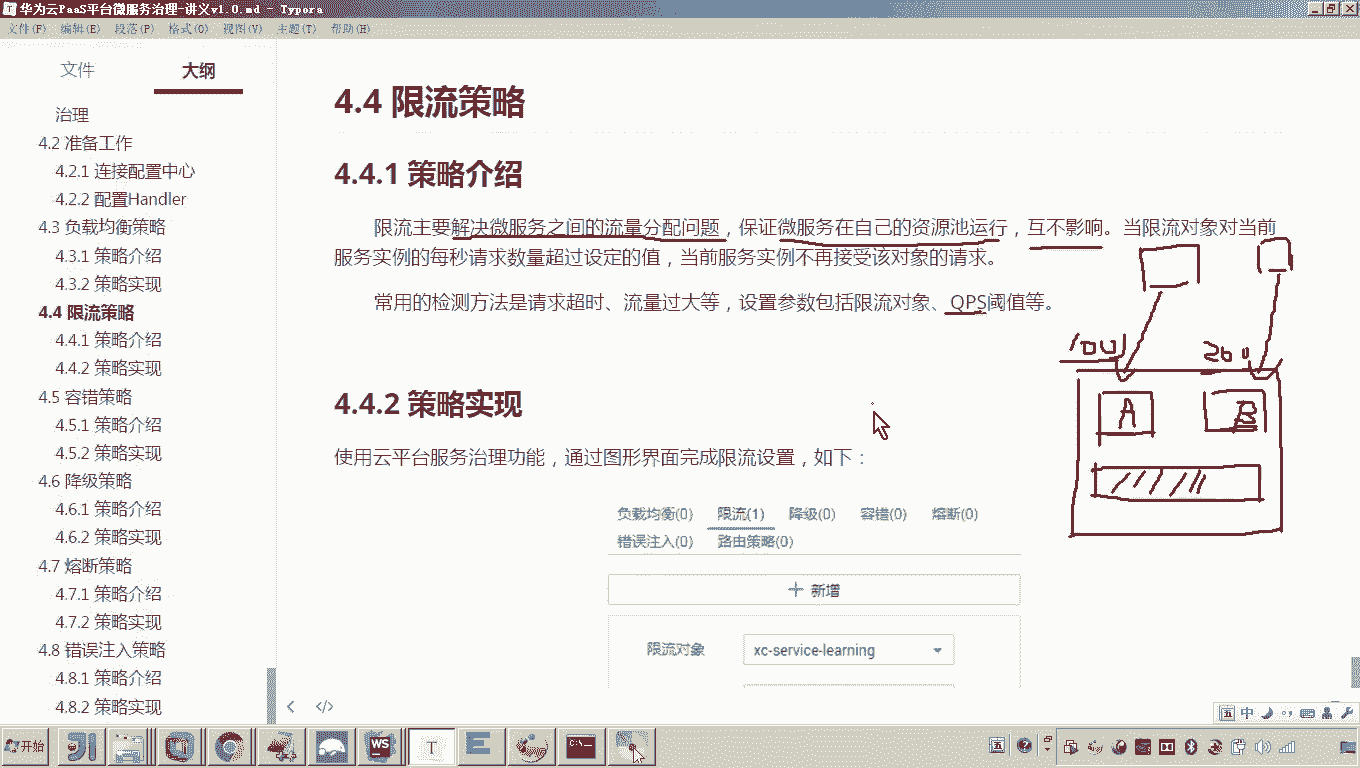 华为云PaaS平台微服务治理-讲义v1.0.md - Typora
文件(F) 编辑(E) 段落(P) 格式(O) 视图(V) 主题(T) 帮助(H)
文件 大纲
治理
4.2 准备工作
4.2.1 连接配置中心
4.2.2 配置Handler
4.3 负载均衡策略
4.3.1 策略介绍
4.3.2 策略实现
4.4 限流策略
4.4.1 策略介绍
4.4.2 策略实现
4.5 容错策略
4.5.1 策略介绍
4.5.2 策略实现
4.6 降级策略
4.6.1 策略介绍
4.6.2 策略实现
4.7 熔断策略
4.7.1 策略介绍
4.7.2 策略实现
4.8 错误注入策略
4.8.1 策略介绍
4.8.2 策略实现
4.4 限流策略
4.4.1 策略介绍
限流主要解决微服务之间的流量分配问题，保证微服务在自己的资源池运行，互不影响。当限流对象对当前
服务实例的每秒请求数量超过设定的值，当前服务实例不再接受该对象的请求。
常用的检测方法是请求超时、流量过大等，设置参数包括限流对象、QPS阈值等。
100 200
A B
4.4.2 策略实现
使用云平台服务治理功能，通过图形界面完成限流设置，如下：
负载均衡(0) 限流(1) 降级(0) 容错(0) 熔断(0)
错误注入(0) 路由策略(0)
+ 新增
限流对象 xc-service-learning
五 中
开始
WS
T
五